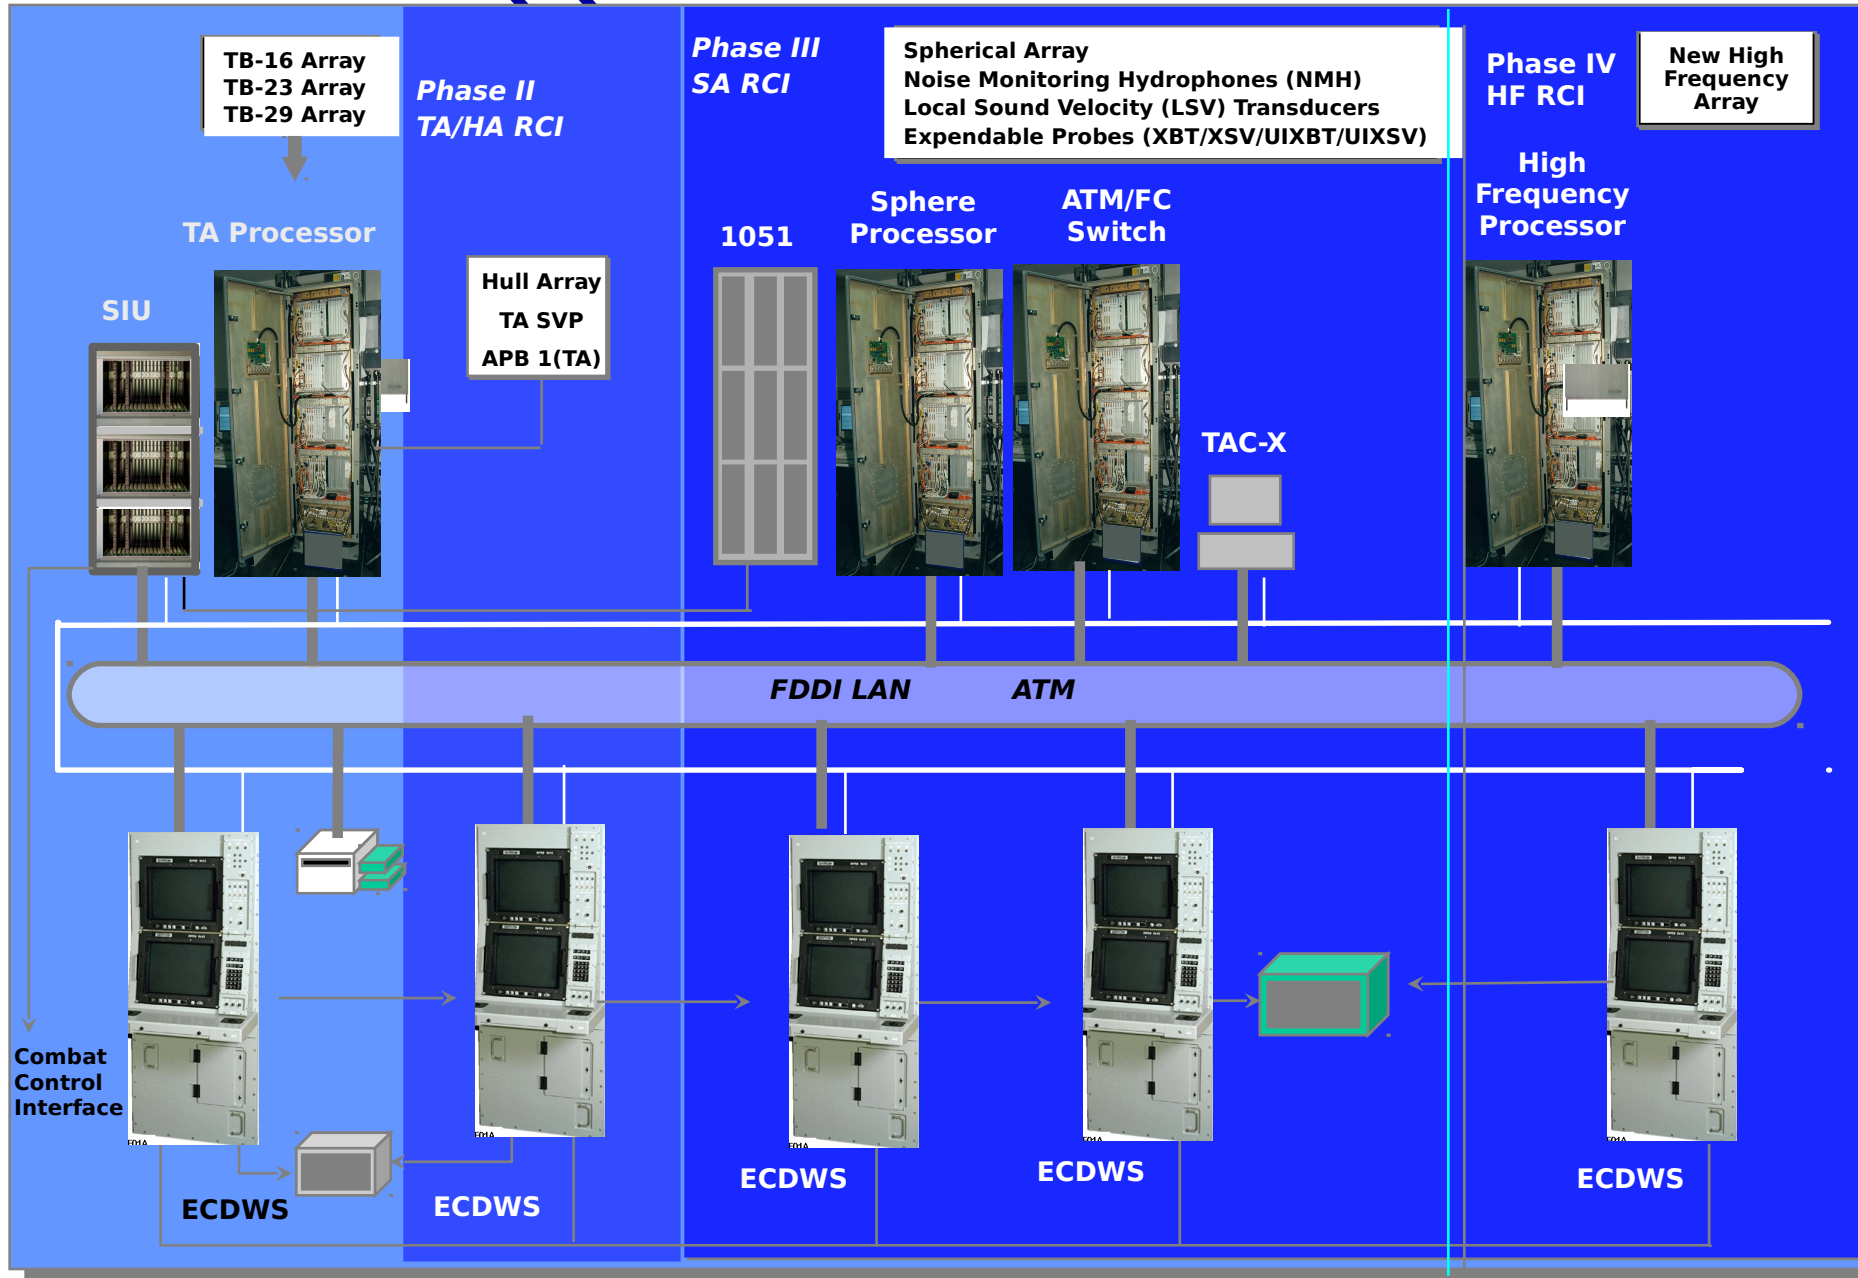 TB-16 Array
TB-23 Array
TB-29 Array
Phase II
TA/HA RCI
Phase III
SA RCI
Spherical Array
Noise Monitoring Hydrophones (NMH)
Local Sound Velocity (LSV) Transducers
Expendable Probes (XBT/XSV/UIXBT/UIXSV)
Phase IV
HF RCI
New High
Frequency
Array
TA Processor
SIU
Hull Array
TA SVP
APB 1(TA)
1051
Sphere
Processor
ATM/FC
Switch
TAC-X
High
Frequency
Processor
FDDI LAN
ATM
Combat
Control
Interface
ECDWS
ECDWS
ECDWS
ECDWS
ECDWS